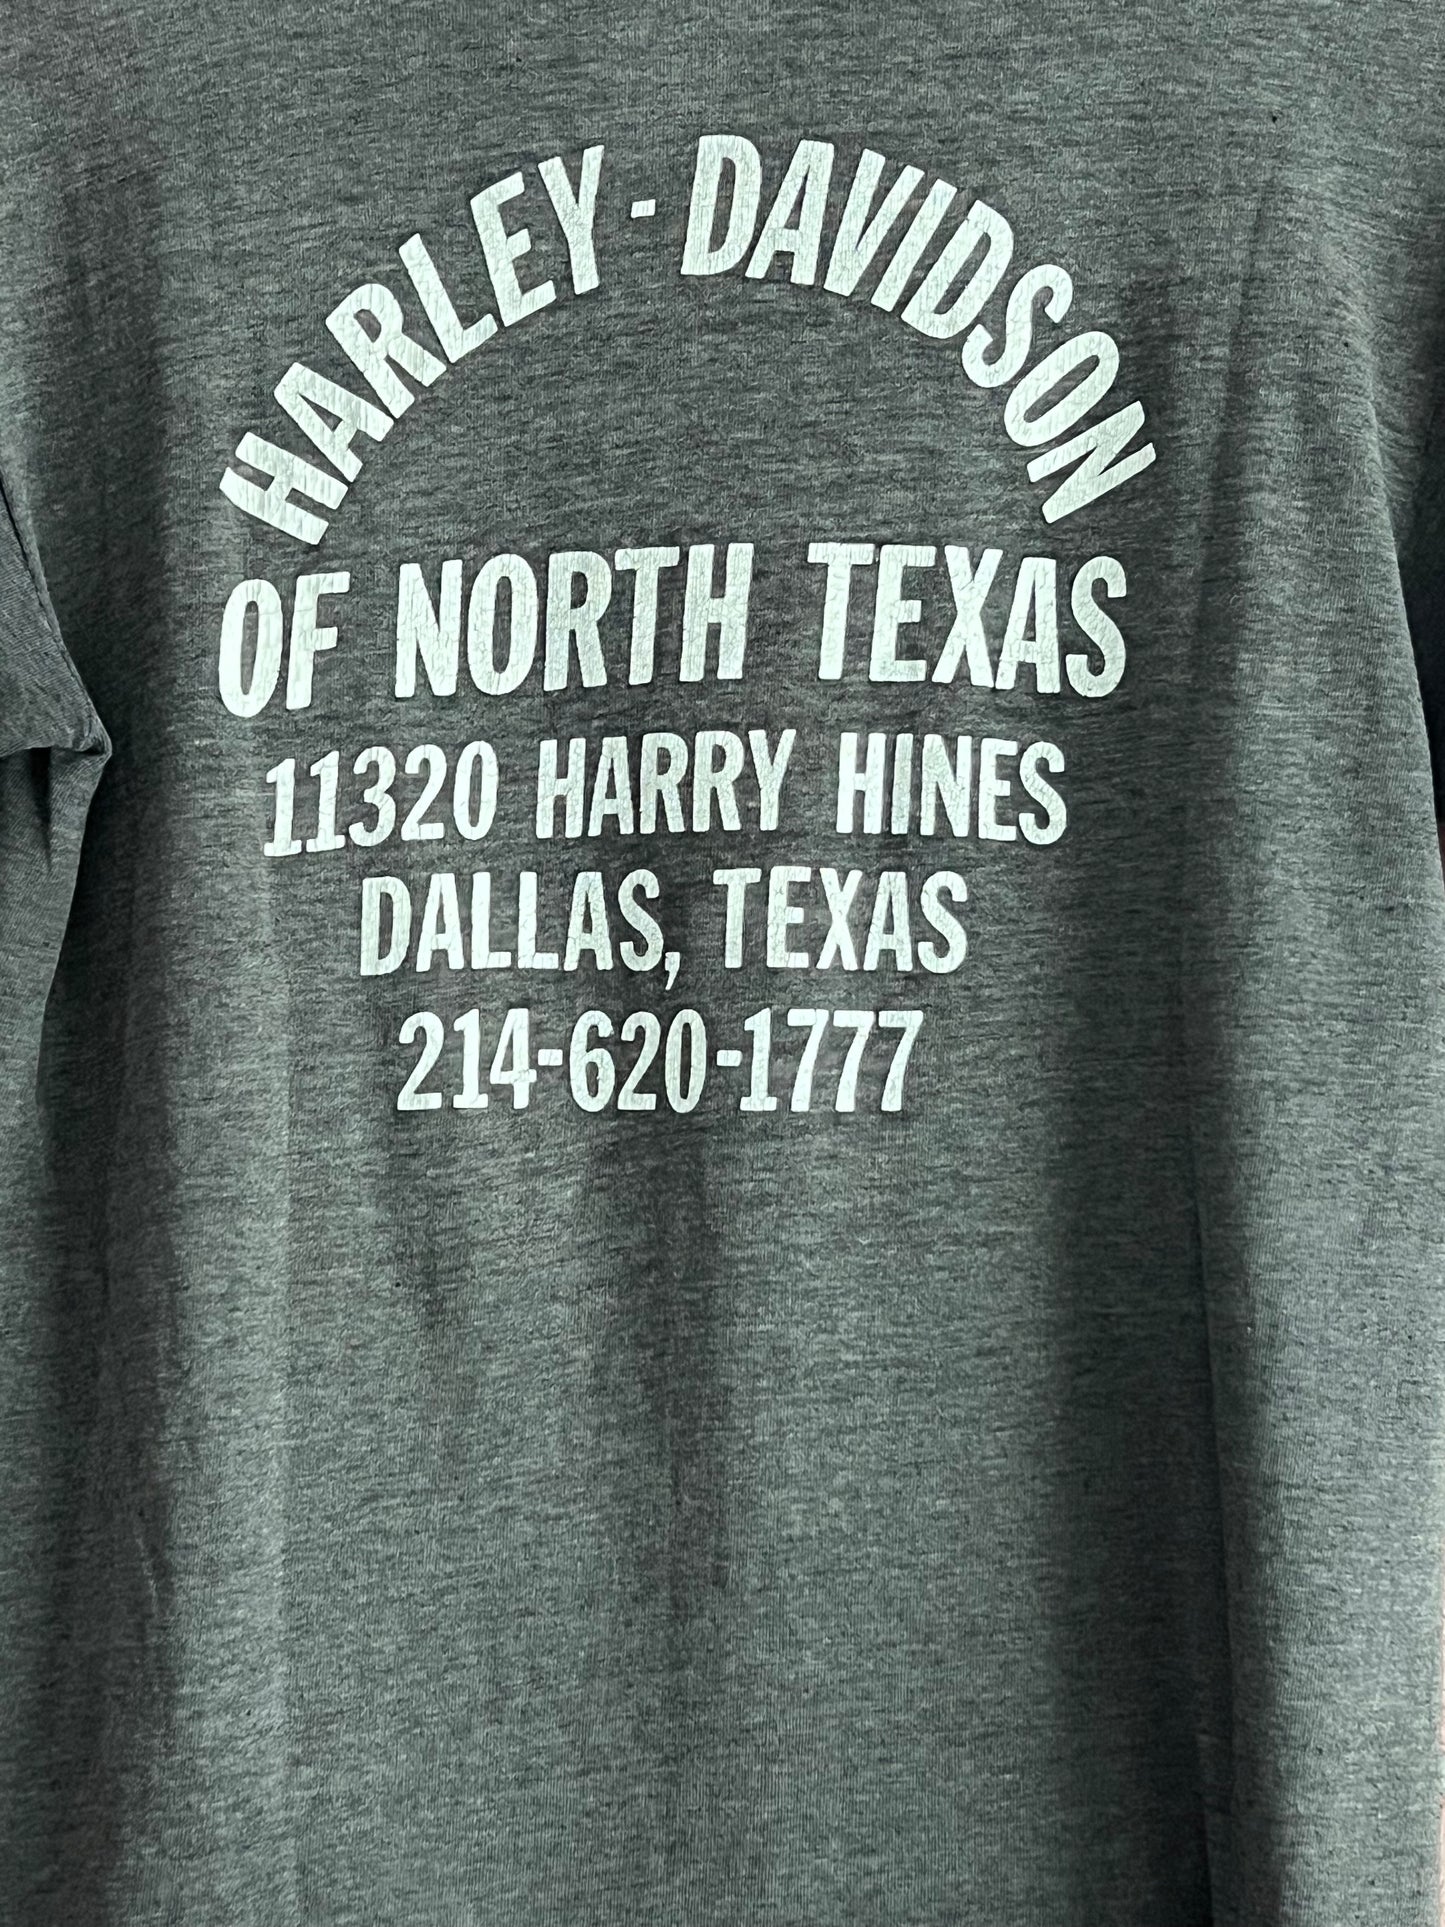 HARLEY-DAVIDSON
OF NORTH TEXAS
11320 HARRY HINES
DALLAS, TEXAS
214-620-1777